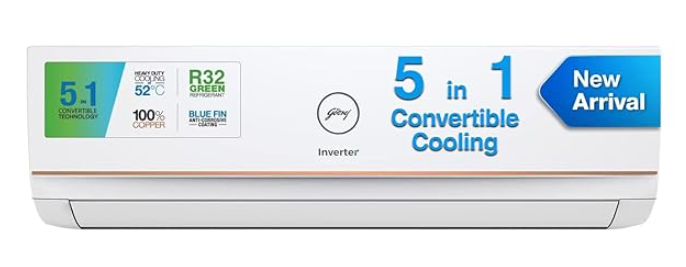 5 in 1
CONVERTIBLE
TECHNOLOGY
HEAVY DUTY
COOLING
at
52°C
100%
COPPER
R32
GREEN
REFRIGERANT
BLUE FIN
ANTI-CORROSIVE
COATING
Godrej
Inverter
5 in 1
Convertible
Cooling
New
Arrival